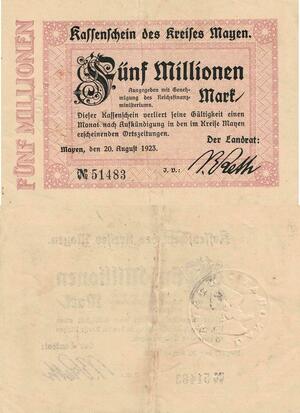 FÜNF MILLIONEN
Kassenschein des Kreises Mayen.
Fünf Millionen
Ausgegeben mit Geneh-
migung des Reichsfinanz-
ministeriums.
Mark
Dieser Kassenschein verliert seine Gültigkeit einen
Monat nach Aufkündigung in den im Kreise Mayen
erscheinenden Ortszeitungen.
Der Landrat:
Mayen, den 20. August 1923.
№ 51483
I. V.: